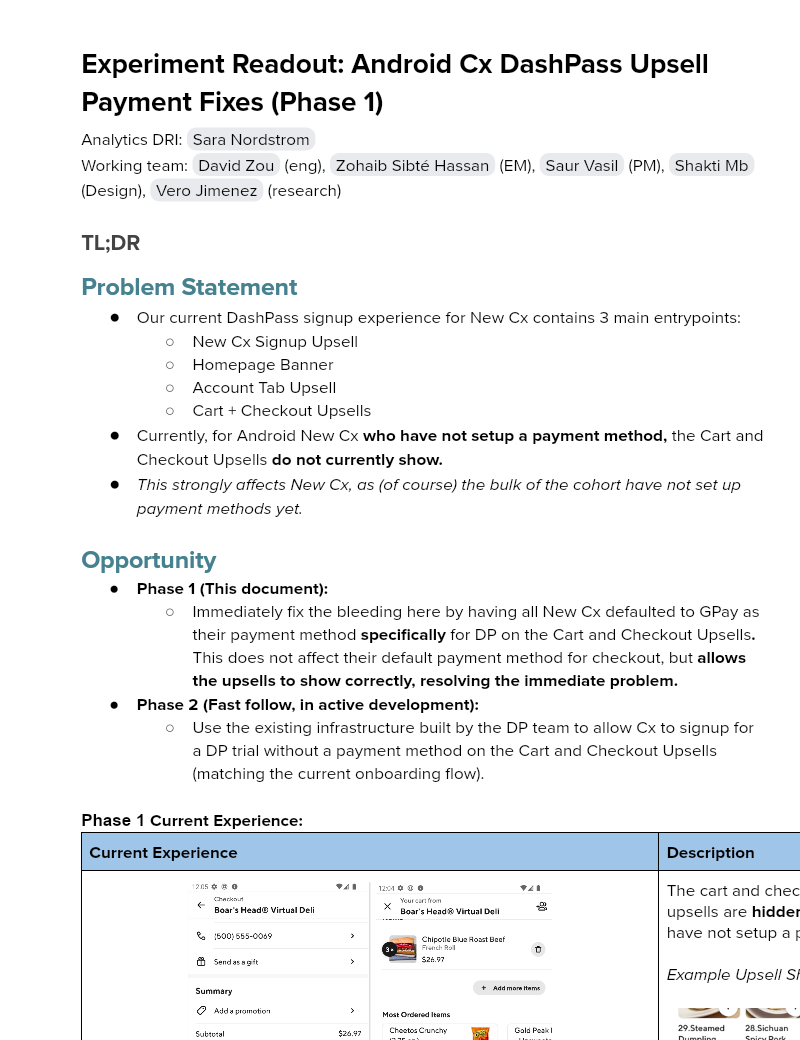 Experiment Readout: Android Cx DashPass Upsell
Payment Fixes (Phase 1)
Analytics DRI: Sara Nordstrom
Working team: David Zou (eng), Zohaib Sibté Hassan (EM), Saur Vasil (PM), Shakti Mb
(Design), Vero Jimenez (research)
TL;DR
Problem Statement
● Our current DashPass signup experience for New Cx contains 3 main entrypoints:
○ New Cx Signup Upsell
○ Homepage Banner
○ Account Tab Upsell
○ Cart + Checkout Upsells
● Currently, for Android New Cx who have not setup a payment method, the Cart and
Checkout Upsells do not currently show.
● This strongly affects New Cx, as (of course) the bulk of the cohort have not set up
payment methods yet.
Opportunity
● Phase 1 (This document):
○ Immediately fix the bleeding here by having all New Cx defaulted to GPay as
their payment method specifically for DP on the Cart and Checkout Upsells.
This does not affect their default payment method for checkout, but allows
the upsells to show correctly, resolving the immediate problem.
● Phase 2 (Fast follow, in active development):
○ Use the existing infrastructure built by the DP team to allow Cx to signup for
a DP trial without a payment method on the Cart and Checkout Upsells
(matching the current onboarding flow).
Phase 1 Current Experience:
Current Experience
Description
12:05
Checkout
Boar's Head® Virtual Deli
(500) 555-0069
Send as a gift
Summary
Add a promotion
Subtotal $26.97
12:04
Your cart from
Boar's Head® Virtual Deli
3×
Chipotle Blue Roast Beef
French Roll
$26.97
+ Add more items
Most Ordered Items
Cheetos Crunchy
Gold Peak
The cart and chec
upsells are hidden
have not setup a p
Example Upsell Sh
29.Steamed
Dumpling
28.Sichuan
Spicy Pork